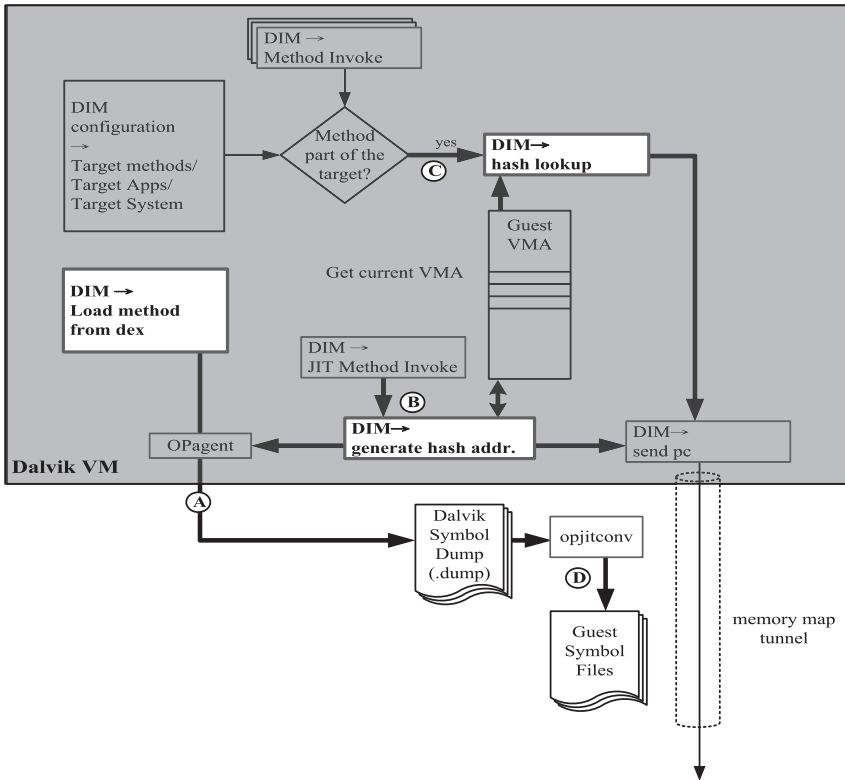 DIM →
Method Invoke
DIM
configuration
→
Target methods/
Target Apps/
Target System
Method
part of the
target?
yes
C
DIM→
hash lookup
Guest
VMA
Get current VMA
DIM →
Load method
from dex
DIM →
JIT Method Invoke
B
OPagent
DIM→
generate hash addr.
DIM→
send pc
Dalvik VM
A
Dalvik
Symbol
Dump
(.dump)
opjitconv
D
Guest
Symbol
Files
memory map
tunnel